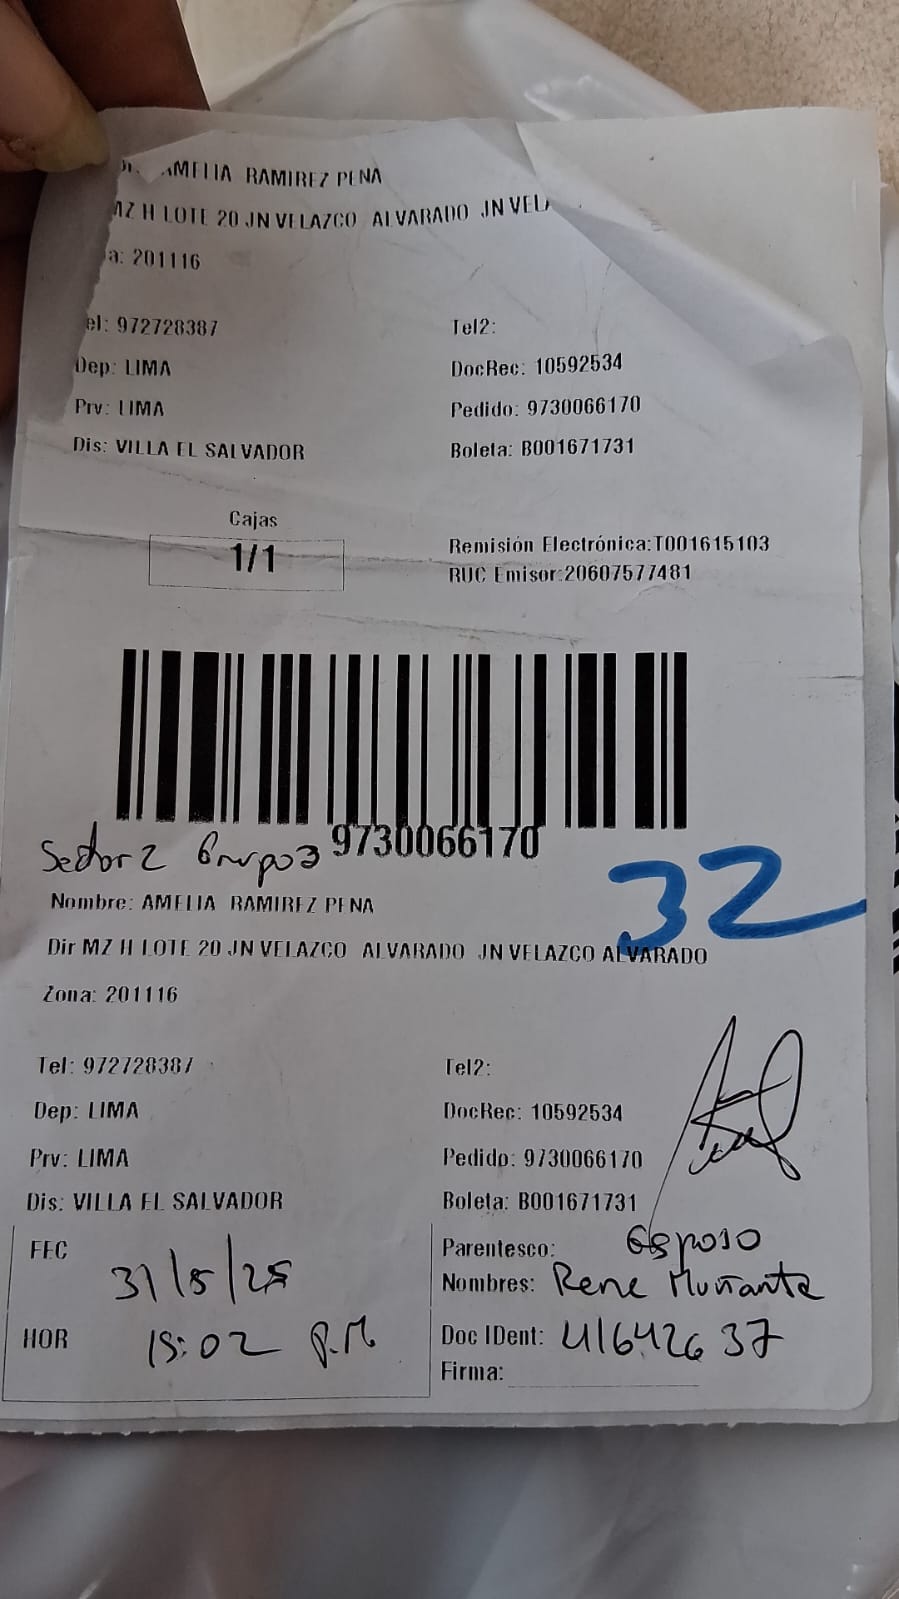 AMELIA RAMIREZ PENA
MZ H LOTE 20 JN VELAZCO ALVARADO JN VELA
a: 201116
el: 972728387
Tel2:
Dep: LIMA
DocRec: 10592534
Prv: LIMA
Pedido: 9730066170
Dis: VILLA EL SALVADOR
Boleta: B001671731
Cajas
1/1
Remisión Electrónica:T001615103
RUC Emisor:20607577481
9730066170
Sector 2 Grupo 3
32
Nombre: AMELIA RAMIREZ PENA
Dir MZ H LOTE 20 JN VELAZCO ALVARADO JN VELAZCO ALVARADO
Zona: 201116
Tel: 972728387
Tel2:
Dep: LIMA
DocRec: 10592534
Prv: LIMA
Pedido: 9730066170
Dis: VILLA EL SALVADOR
Boleta: B001671731
FEC
31/5/25
HOR
15:02 P.M
Parentesco: Esposo
Nombres: Rene Muñante
Doc IDent: 41642637
Firma: